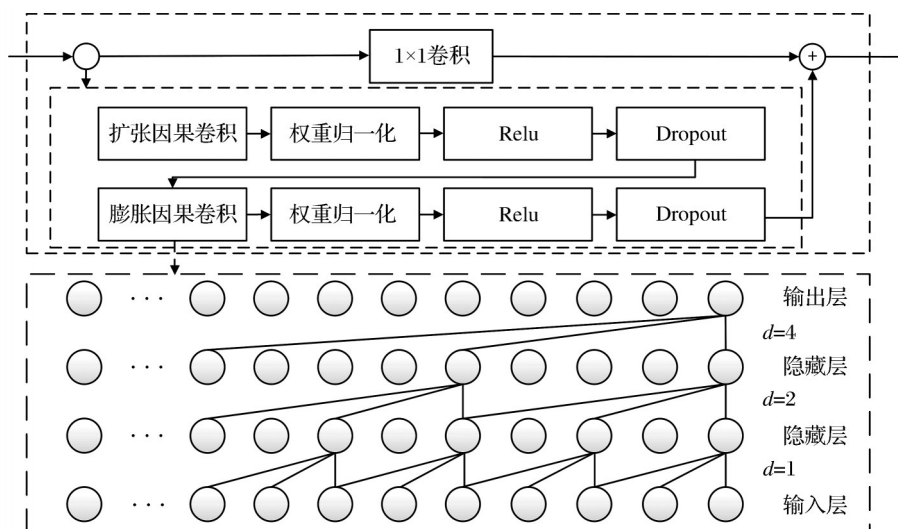 1×1卷积
+
扩张因果卷积 权重归一化 Relu Dropout
膨胀因果卷积 权重归一化 Relu Dropout
··· 输出层
d=4
··· 隐藏层
d=2
··· 隐藏层
d=1
··· 输入层